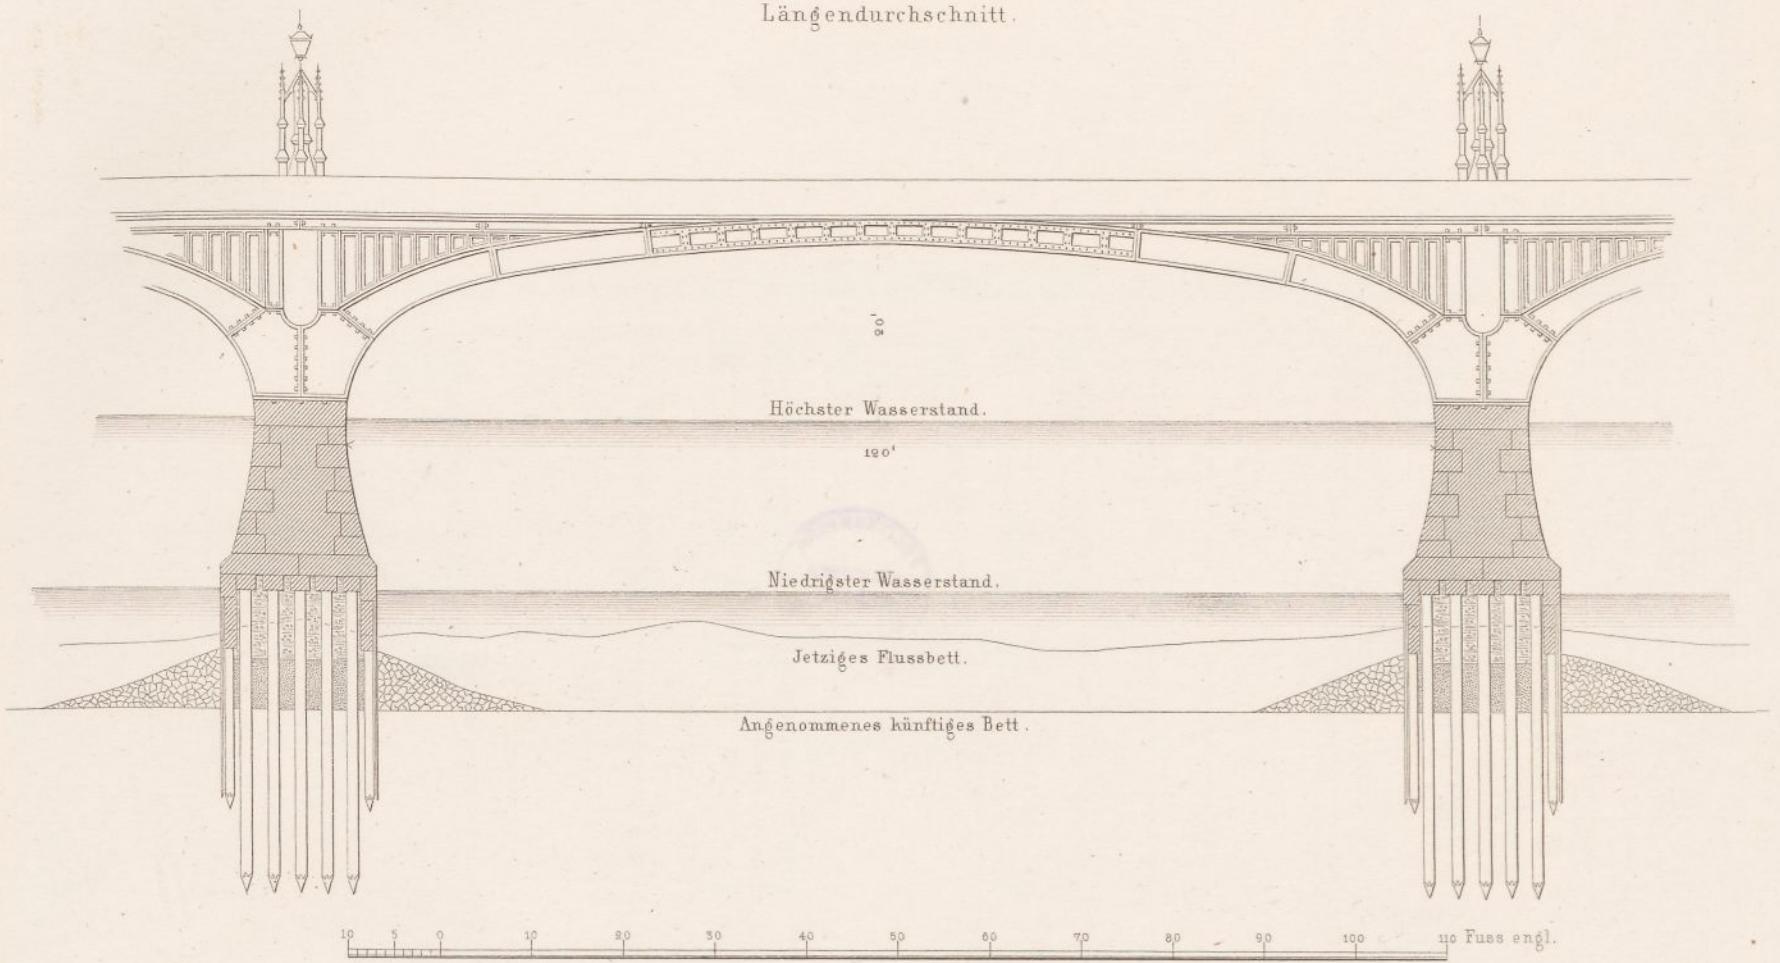 Längendurchschnitt.
20'
Höchster Wasserstand.
120'
Niedrigster Wasserstand.
Jetziges Flussbett.
Angenommenes künftiges Bett.
10 5 0 10 20 30 40 50 60 70 80 90 100 110 Fuss engl.